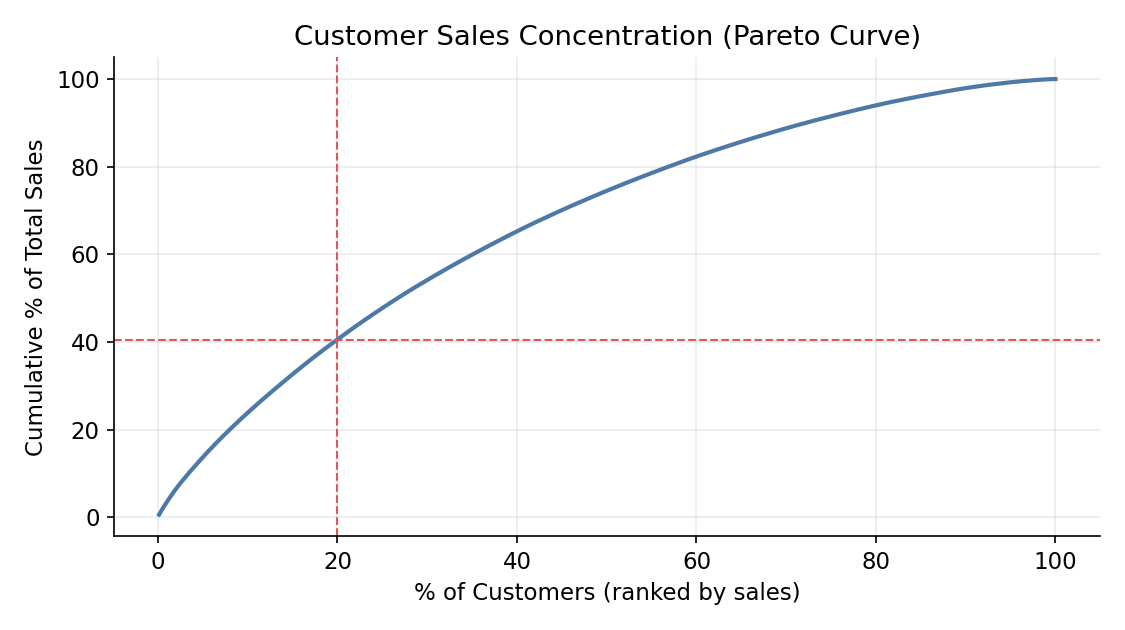 Customer Sales Concentration (Pareto Curve)
Cumulative % of Total Sales
100
80
60
40
20
0
0 20 40 60 80 100
% of Customers (ranked by sales)